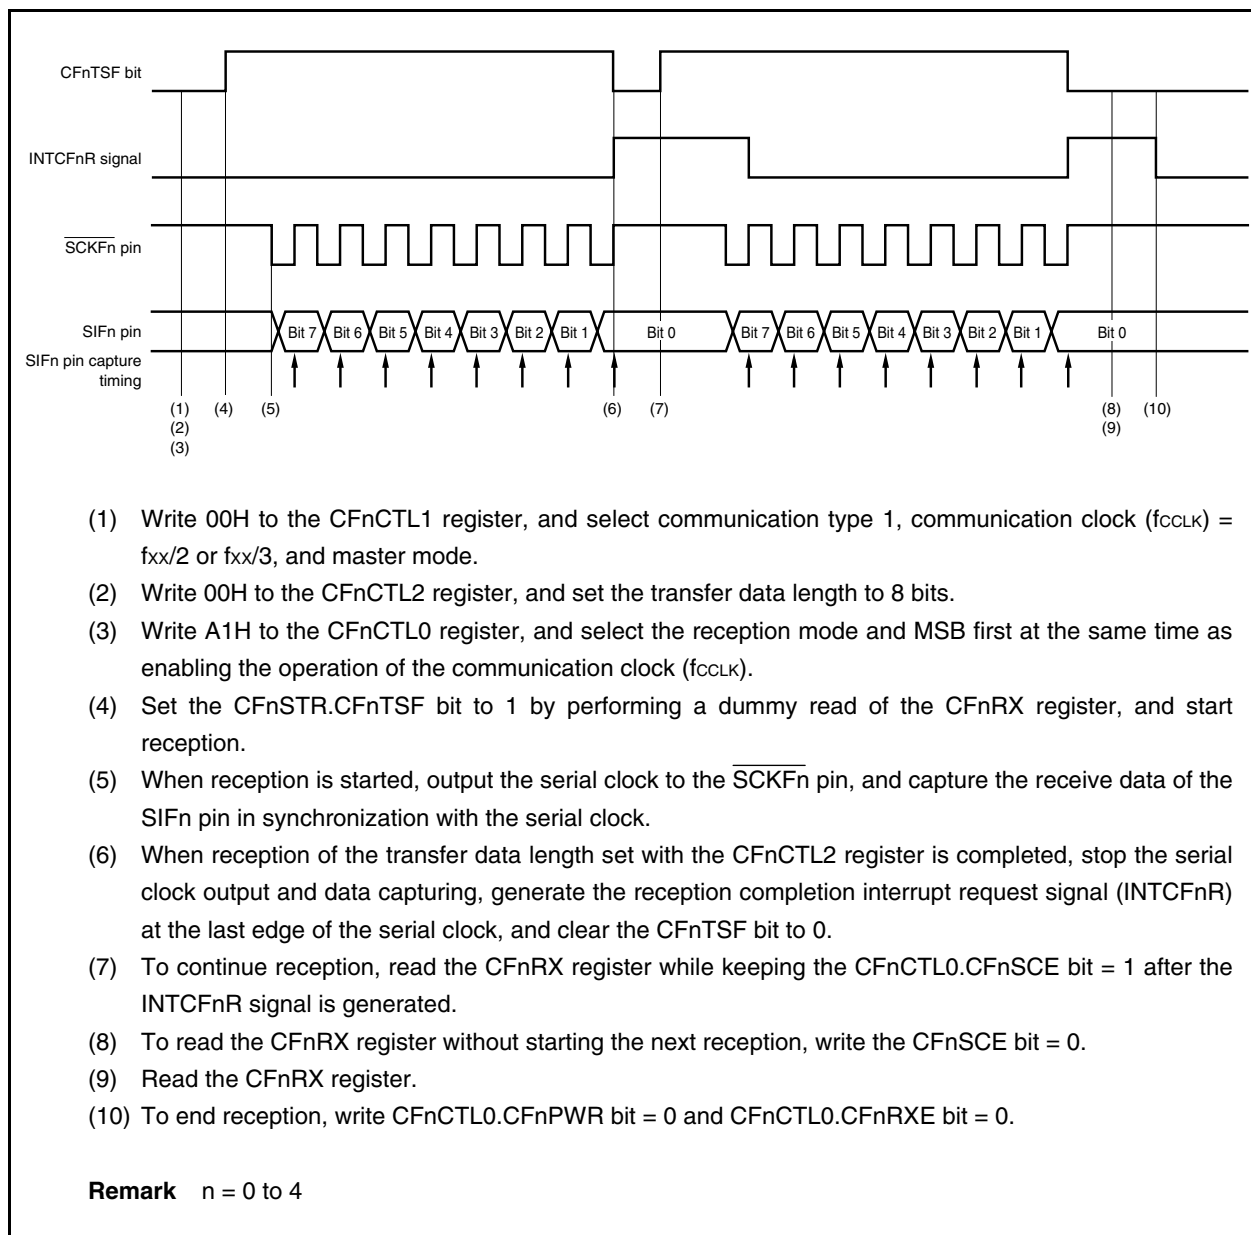 CFnTSF bit
INTCFnR signal
SCKFn pin
SIFn pin
Bit 7 Bit 6 Bit 5 Bit 4 Bit 3 Bit 2 Bit 1 Bit 0 Bit 7 Bit 6 Bit 5 Bit 4 Bit 3 Bit 2 Bit 1 Bit 0
SIFn pin capture
timing
(1) (4) (5) (6) (7) (8) (10)
(2) (9)
(3)
(1) Write 00H to the CFnCTL1 register, and select communication type 1, communication clock (fCCLK) =
fxx/2 or fxx/3, and master mode.
(2) Write 00H to the CFnCTL2 register, and set the transfer data length to 8 bits.
(3) Write A1H to the CFnCTL0 register, and select the reception mode and MSB first at the same time as
enabling the operation of the communication clock (fCCLK).
(4) Set the CFnSTR.CFnTSF bit to 1 by performing a dummy read of the CFnRX register, and start
reception.
(5) When reception is started, output the serial clock to the SCKFn pin, and capture the receive data of the
SIFn pin in synchronization with the serial clock.
(6) When reception of the transfer data length set with the CFnCTL2 register is completed, stop the serial
clock output and data capturing, generate the reception completion interrupt request signal (INTCFnR)
at the last edge of the serial clock, and clear the CFnTSF bit to 0.
(7) To continue reception, read the CFnRX register while keeping the CFnCTL0.CFnSCE bit = 1 after the
INTCFnR signal is generated.
(8) To read the CFnRX register without starting the next reception, write the CFnSCE bit = 0.
(9) Read the CFnRX register.
(10) To end reception, write CFnCTL0.CFnPWR bit = 0 and CFnCTL0.CFnRXE bit = 0.
Remark n = 0 to 4